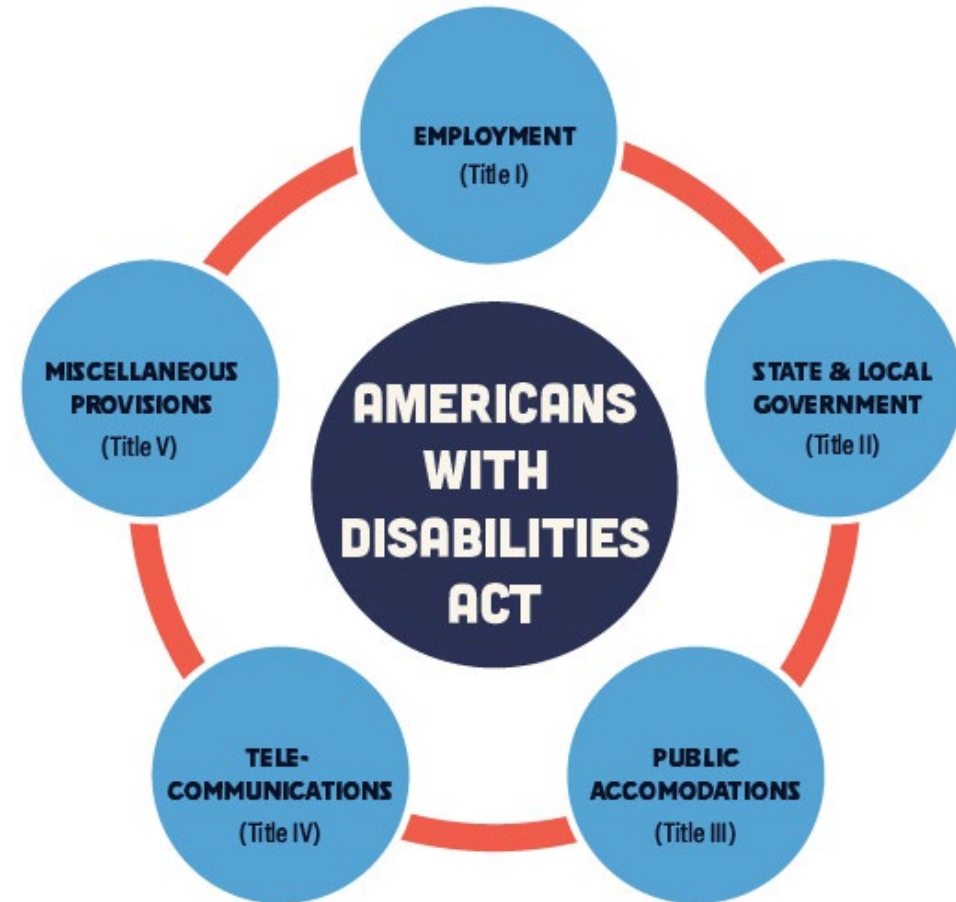 EMPLOYMENT
(Title I)
STATE & LOCAL
GOVERNMENT
(Title II)
PUBLIC
ACCOMODATIONS
(Title III)
TELE-
COMMUNICATIONS
(Title IV)
MISCELLANEOUS
PROVISIONS
(Title V)
AMERICANS
WITH
DISABILITIES
ACT